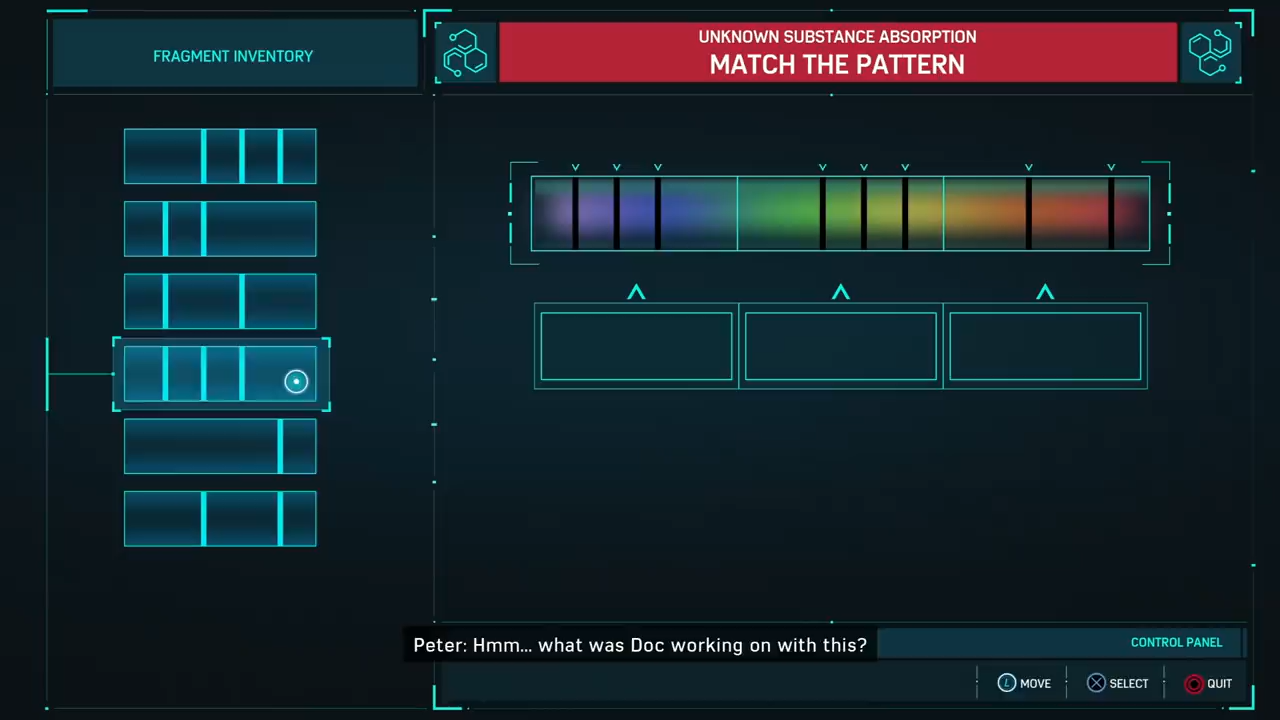 FRAGMENT INVENTORY
UNKNOWN SUBSTANCE ABSORPTION
MATCH THE PATTERN
Peter: Hmm... what was Doc working on with this?
CONTROL PANEL
L MOVE
SELECT
QUIT